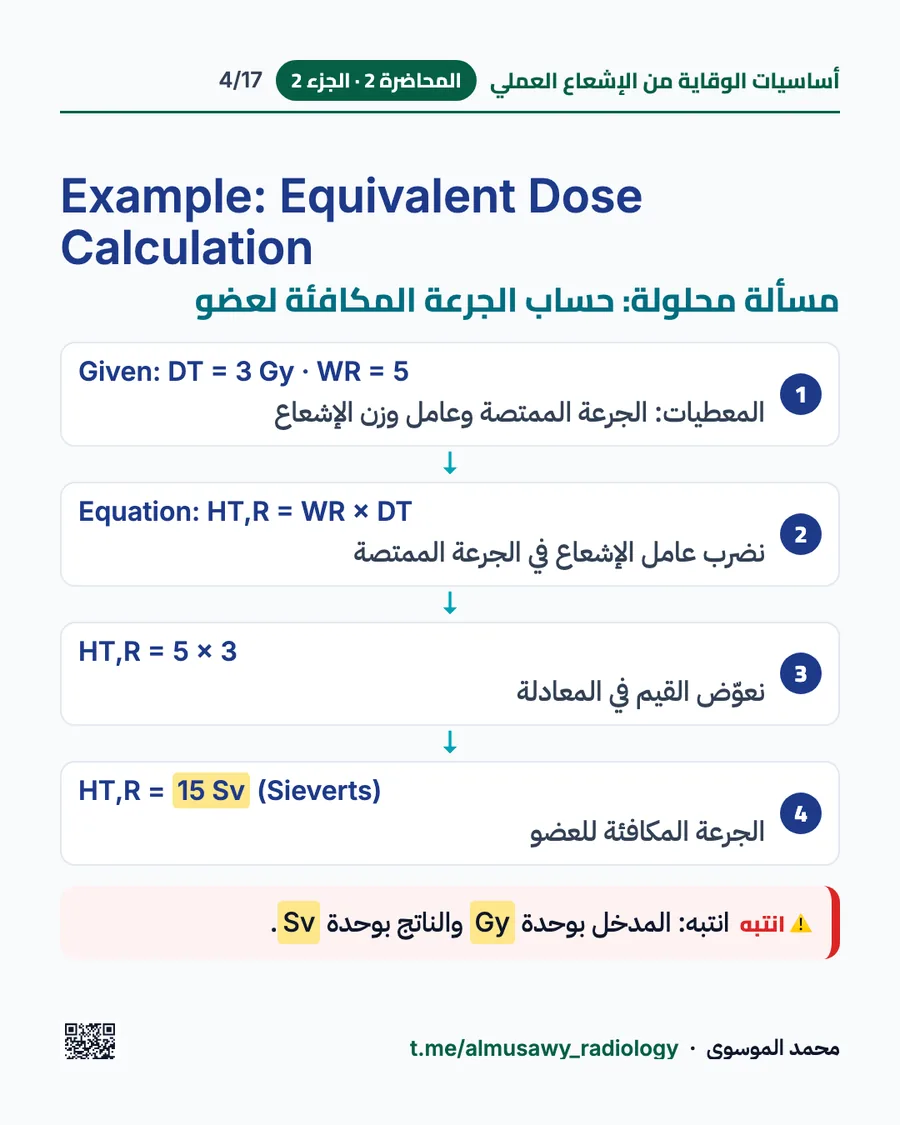 أساسيات الوقاية من الإشعاع العملي المحاضرة 2 · الجزء 2 4/17
Example: Equivalent Dose
Calculation
مسألة محلولة: حساب الجرعة المكافئة لعضو
1
Given: DT = 3 Gy · WR = 5
المعطيات: الجرعة الممتصة وعامل وزن الإشعاع
↓
2
Equation: HT,R = WR × DT
نضرب عامل الإشعاع في الجرعة الممتصة
↓
3
HT,R = 5 × 3
نعوّض القيم في المعادلة
↓
4
HT,R = 15 Sv (Sieverts)
الجرعة المكافئة للعضو
⚠️ انتبه انتبه: المدخل بوحدة Gy والناتج بوحدة Sv.
محمد الموسوي · t.me/almusawy_radiology